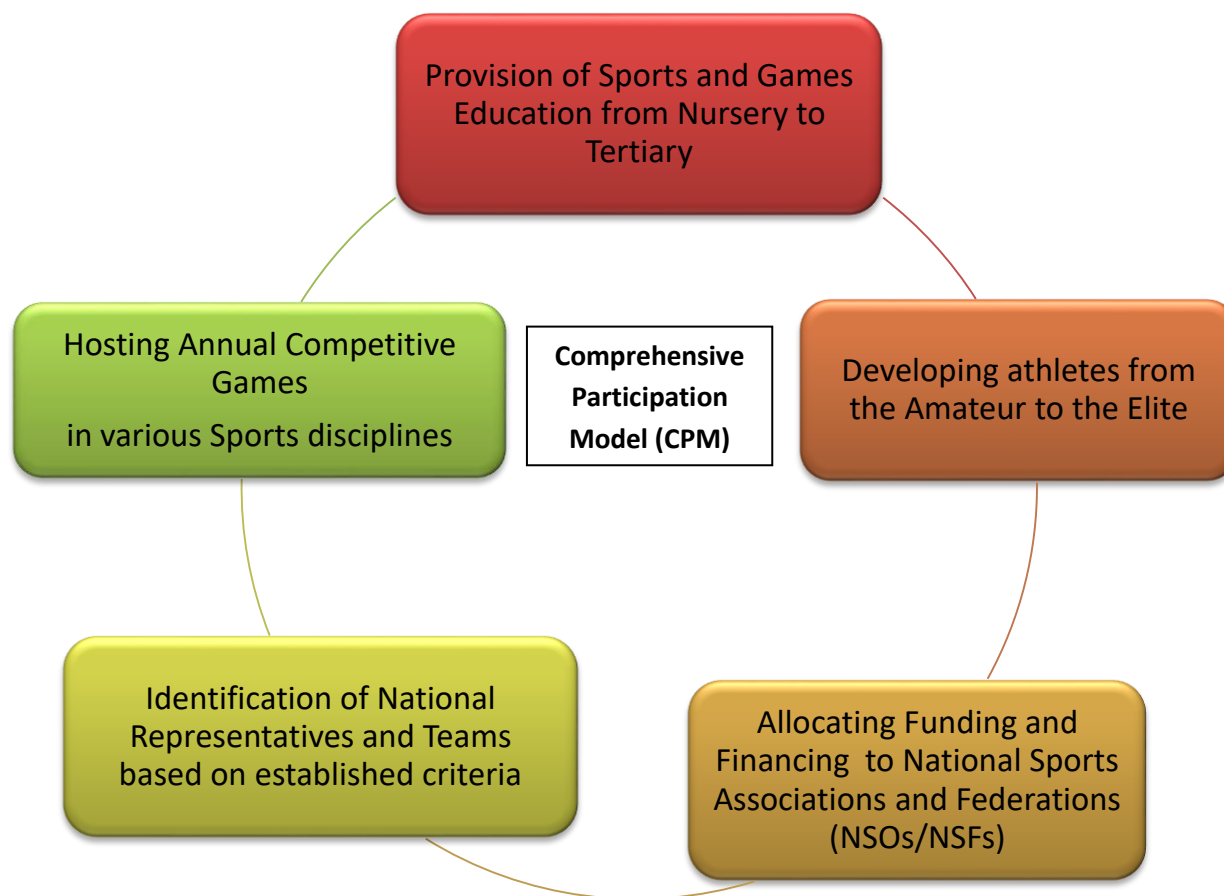 Provision of Sports and Games
Education from Nursery to
Tertiary
Hosting Annual Competitive
Games
in various Sports disciplines
Comprehensive
Participation
Model (CPM)
Developing athletes from
the Amateur to the Elite
Identification of National
Representatives and Teams
based on established criteria
Allocating Funding and
Financing to National Sports
Associations and Federations
(NSOs/NSFs)